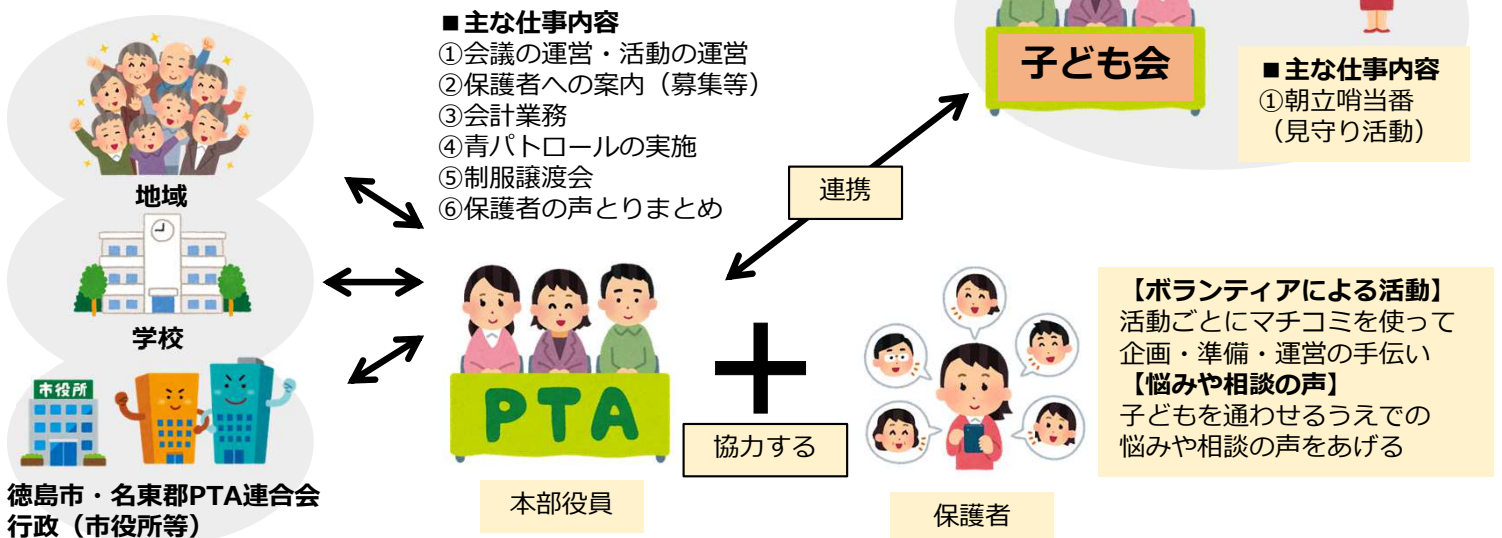 ■主な仕事内容
①会議の運営・活動の運営
②保護者への案内（募集等）
③会計業務
④青パトロールの実施
⑤制服譲渡会
⑥保護者の声とりまとめ
子ども会
■主な仕事内容
①朝立哨当番
（見守り活動）
連携
地域
学校
市役所
徳島市・名東郡PTA連合会
行政（市役所等）
PTA
本部役員
協力する
保護者
【ボランティアによる活動】
活動ごとにマチコミを使って
企画・準備・運営の手伝い
【悩みや相談の声】
子どもを通わせるうえでの
悩みや相談の声をあげる